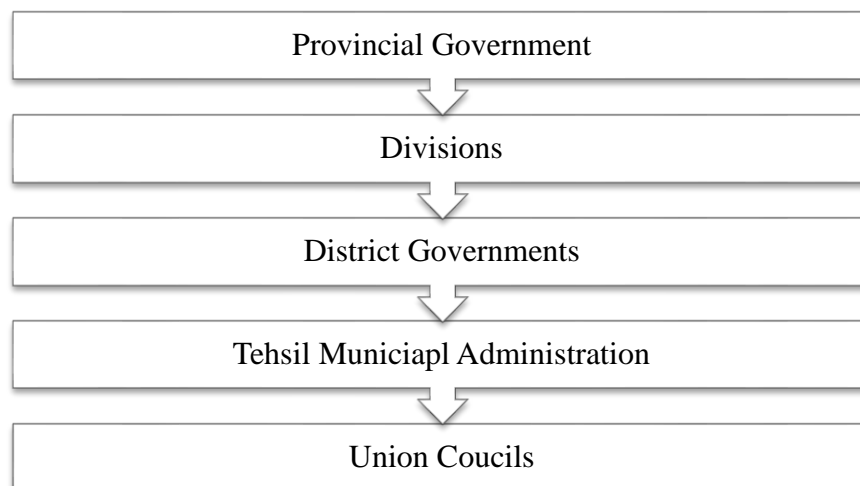 Provincial Government
Divisions
District Governments
Tehsil Municiapl Administration
Union Coucils